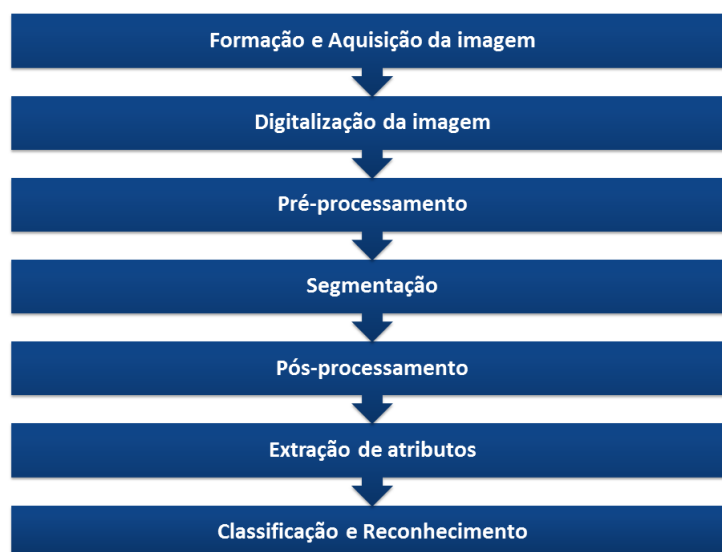 Formação e Aquisição da imagem
Digitalização da imagem
Pré-processamento
Segmentação
Pós-processamento
Extração de atributos
Classificação e Reconhecimento